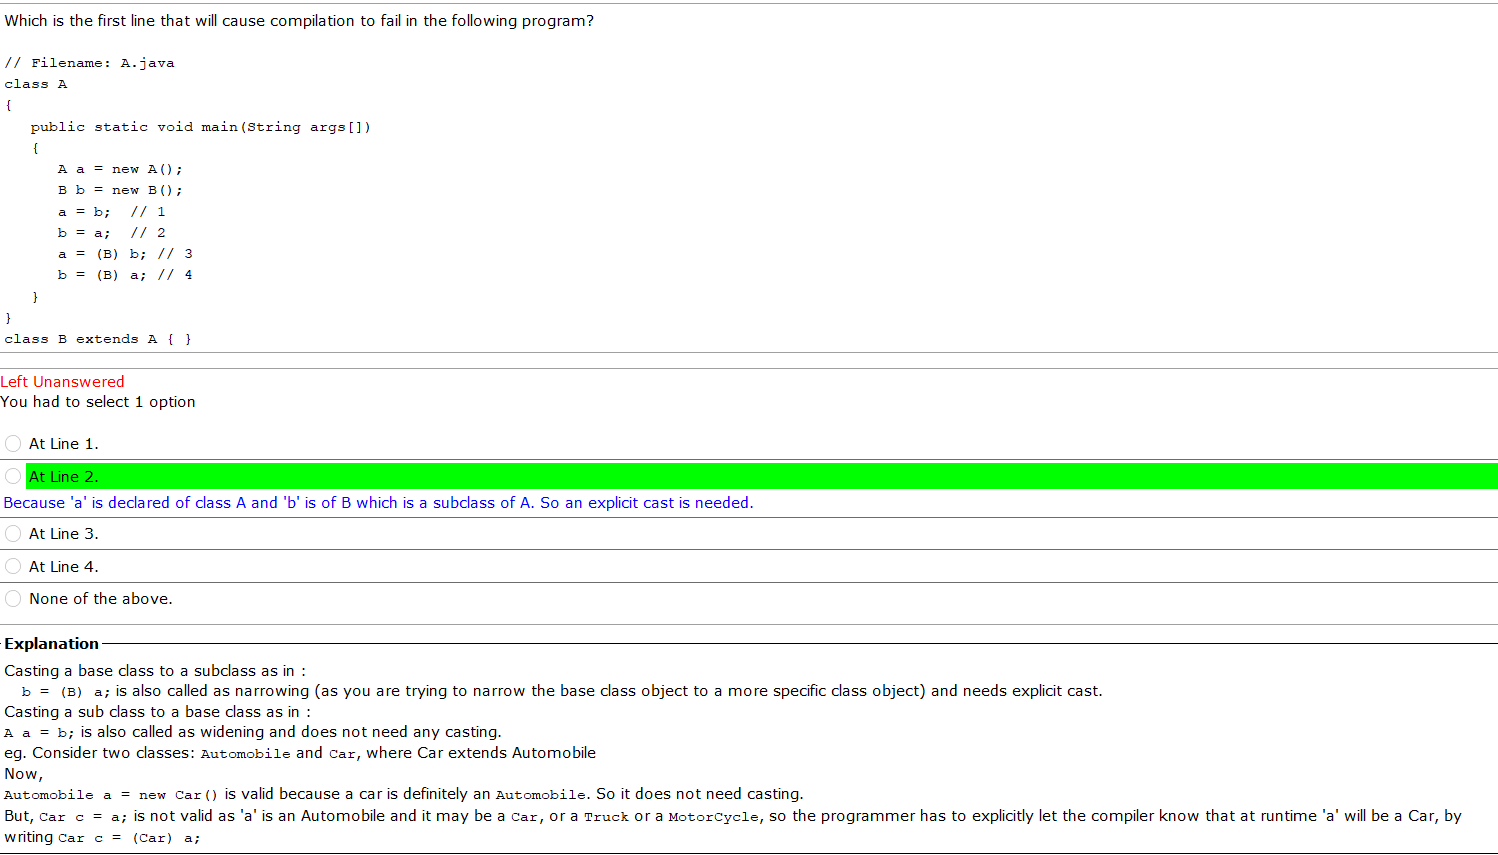 Which is the first line that will cause compilation to fail in the following program?
// Filename: A.java
class A
{
public static void main(String args[])
{
A a = new A();
B b = new B();
a = b; // 1
b = a; // 2
a = (B) b; // 3
b = (B) a; // 4
}
}
class B extends A { }
Left Unanswered
You had to select 1 option
At Line 1.
At Line 2.
Because 'a' is declared of class A and 'b' is of B which is a subclass of A. So an explicit cast is needed.
At Line 3.
At Line 4.
None of the above.
Explanation
Casting a base class to a subclass as in :
b = (B) a; is also called as narrowing (as you are trying to narrow the base class object to a more specific class object) and needs explicit cast.
Casting a sub class to a base class as in :
A a = b; is also called as widening and does not need any casting.
eg. Consider two classes: Automobile and Car, where Car extends Automobile
Now,
Automobile a = new Car() is valid because a car is definitely an Automobile. So it does not need casting.
But, Car c = a; is not valid as 'a' is an Automobile and it may be a Car, or a Truck or a MotorCycle, so the programmer has to explicitly let the compiler know that at runtime 'a' will be a Car, by
writing Car c = (Car) a;